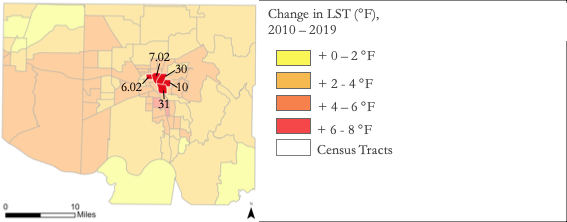 7.02
30
6.02
10
31
0
10
Miles
Change in LST (°F),
2010 – 2019
+ 0 – 2 °F
+ 2 - 4 °F
+ 4 – 6 °F
+ 6 - 8 °F
Census Tracts